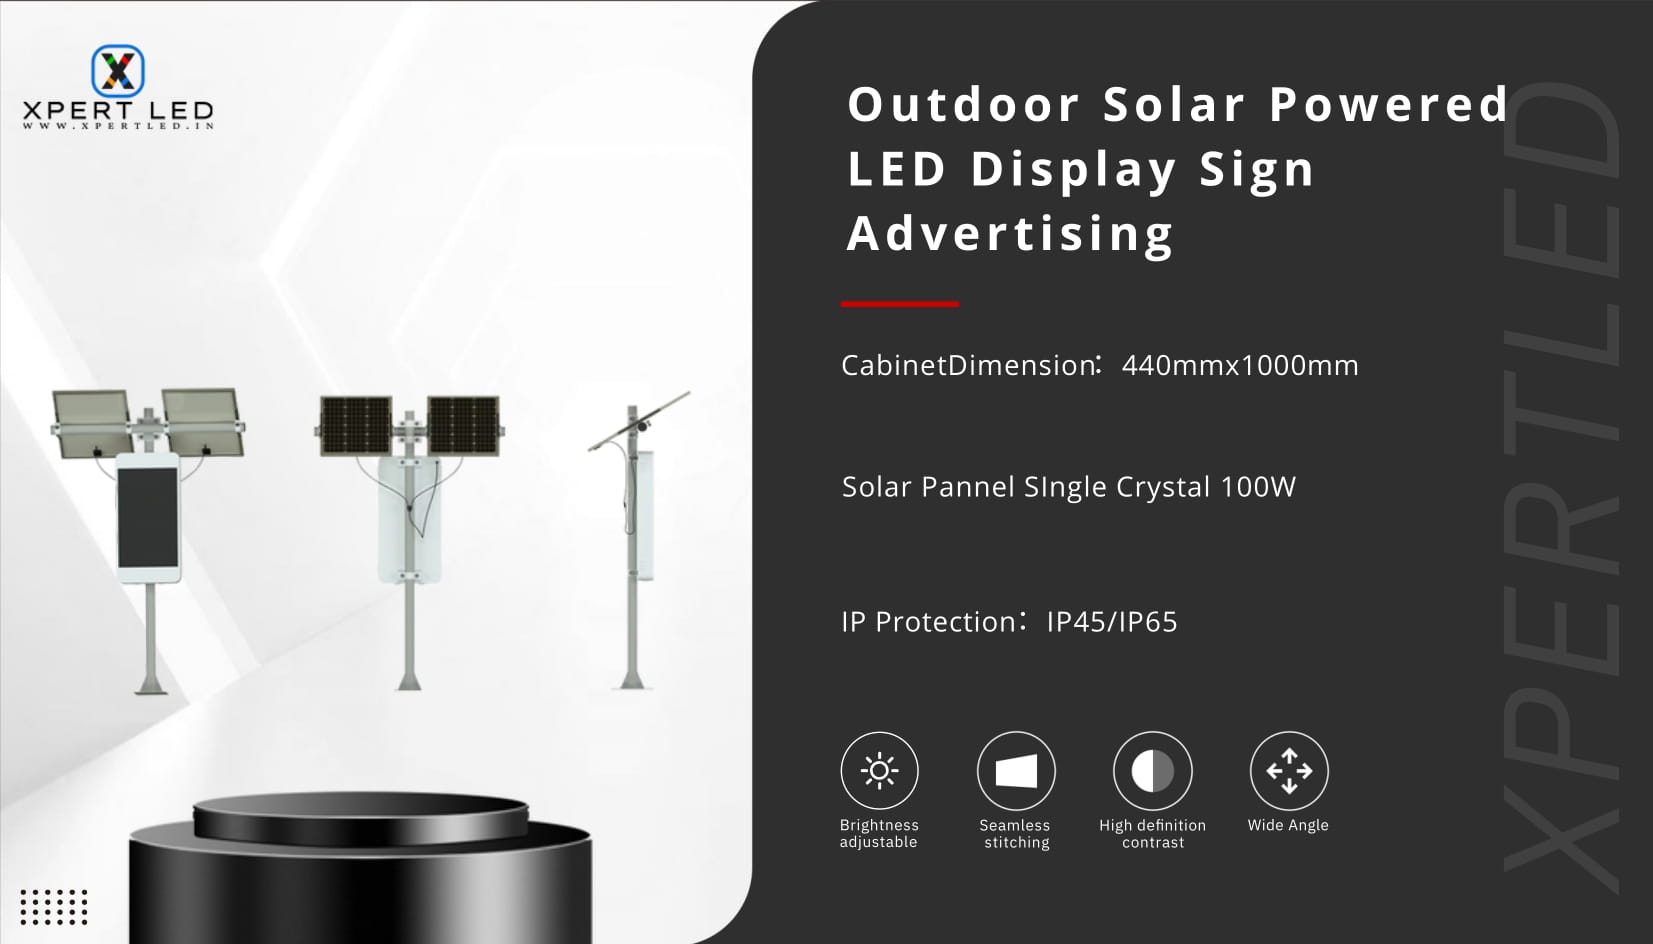 XPERT LED
WWW.XPERTLED.IN
Outdoor Solar Powered
LED Display Sign
Advertising
CabinetDimension： 440mmx1000mm
Solar Pannel SIngle Crystal 100W
IP Protection： IP45/IP65
Brightness
adjustable
Seamless
stitching
High definition
contrast
Wide Angle
XPERTLED